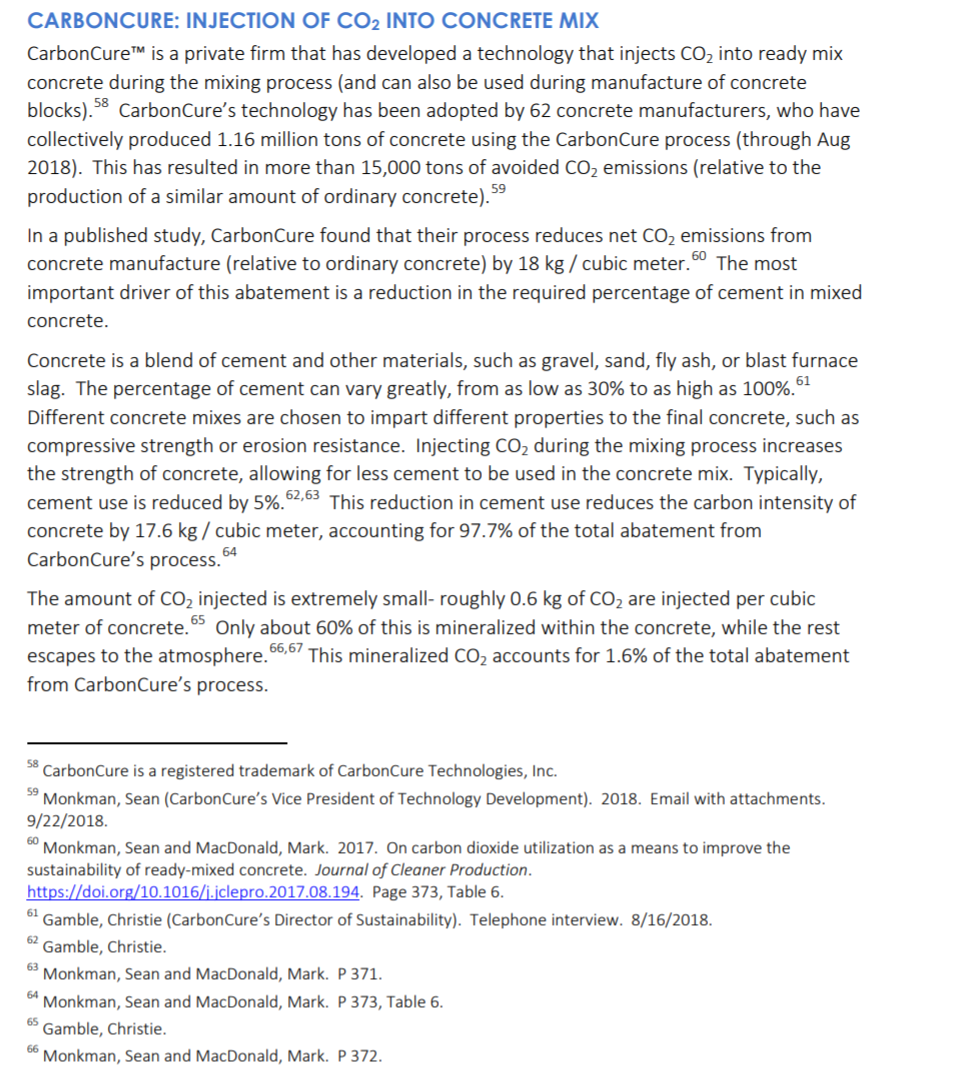 CARBONCURE: INJECTION OF CO₂ INTO CONCRETE MIX
CarbonCure™ is a private firm that has developed a technology that injects CO₂ into ready mix
concrete during the mixing process (and can also be used during manufacture of concrete
blocks).⁵⁸ CarbonCure’s technology has been adopted by 62 concrete manufacturers, who have
collectively produced 1.16 million tons of concrete using the CarbonCure process (through Aug
2018). This has resulted in more than 15,000 tons of avoided CO₂ emissions (relative to the
production of a similar amount of ordinary concrete).⁵⁹
In a published study, CarbonCure found that their process reduces net CO₂ emissions from
concrete manufacture (relative to ordinary concrete) by 18 kg / cubic meter.⁶⁰ The most
important driver of this abatement is a reduction in the required percentage of cement in mixed
concrete.
Concrete is a blend of cement and other materials, such as gravel, sand, fly ash, or blast furnace
slag. The percentage of cement can vary greatly, from as low as 30% to as high as 100%.⁶¹
Different concrete mixes are chosen to impart different properties to the final concrete, such as
compressive strength or erosion resistance. Injecting CO₂ during the mixing process increases
the strength of concrete, allowing for less cement to be used in the concrete mix. Typically,
cement use is reduced by 5%.⁶²,⁶³ This reduction in cement use reduces the carbon intensity of
concrete by 17.6 kg / cubic meter, accounting for 97.7% of the total abatement from
CarbonCure’s process.⁶⁴
The amount of CO₂ injected is extremely small- roughly 0.6 kg of CO₂ are injected per cubic
meter of concrete.⁶⁵ Only about 60% of this is mineralized within the concrete, while the rest
escapes to the atmosphere.⁶⁶,⁶⁷ This mineralized CO₂ accounts for 1.6% of the total abatement
from CarbonCure’s process.
⁵⁸ CarbonCure is a registered trademark of CarbonCure Technologies, Inc.
⁵⁹ Monkman, Sean (CarbonCure’s Vice President of Technology Development). 2018. Email with attachments.
9/22/2018.
⁶⁰ Monkman, Sean and MacDonald, Mark. 2017. On carbon dioxide utilization as a means to improve the
sustainability of ready-mixed concrete. Journal of Cleaner Production.
https://doi.org/10.1016/j.jclepro.2017.08.194. Page 373, Table 6.
⁶¹ Gamble, Christie (CarbonCure’s Director of Sustainability). Telephone interview. 8/16/2018.
⁶² Gamble, Christie.
⁶³ Monkman, Sean and MacDonald, Mark. P 371.
⁶⁴ Monkman, Sean and MacDonald, Mark. P 373, Table 6.
⁶⁵ Gamble, Christie.
⁶⁶ Monkman, Sean and MacDonald, Mark. P 372.